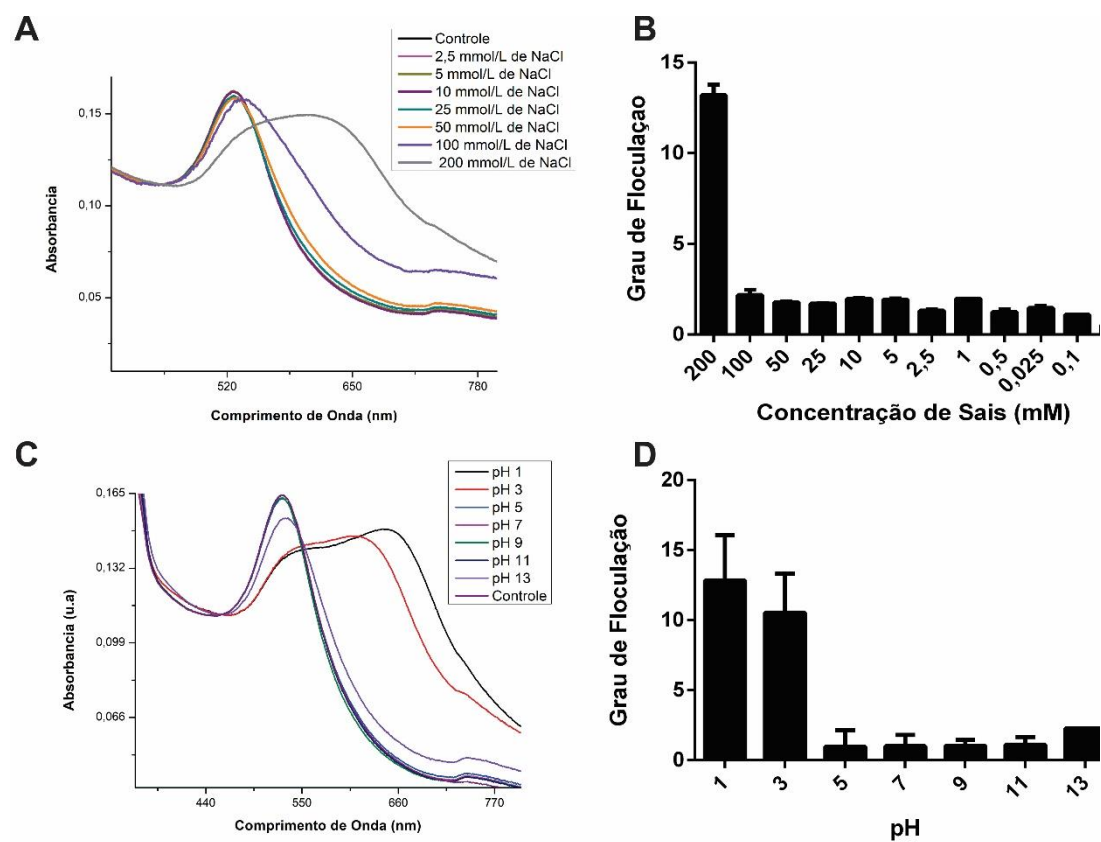 A
Controle
2,5 mmol/L de NaCl
5 mmol/L de NaCl
10 mmol/L de NaCl
25 mmol/L de NaCl
50 mmol/L de NaCl
100 mmol/L de NaCl
200 mmol/L de NaCl
0,15
0,10
0,05
Absorbancia
520 650 780
Comprimento de Onda (nm)
B
15
10
5
0
Grau de Floculaçao
200 100 50 25 10 5 2,5 1 0,5 0,025 0,1
Concentração de Sais (mM)
C
pH 1
pH 3
pH 5
pH 7
pH 9
pH 11
pH 13
Controle
0,165
0,132
0,099
0,066
Absorbancia (u.a)
440 550 660 770
Comprimento de Onda (nm)
D
20
15
10
5
0
Grau de Floculação
1 3 5 7 9 11 13
pH